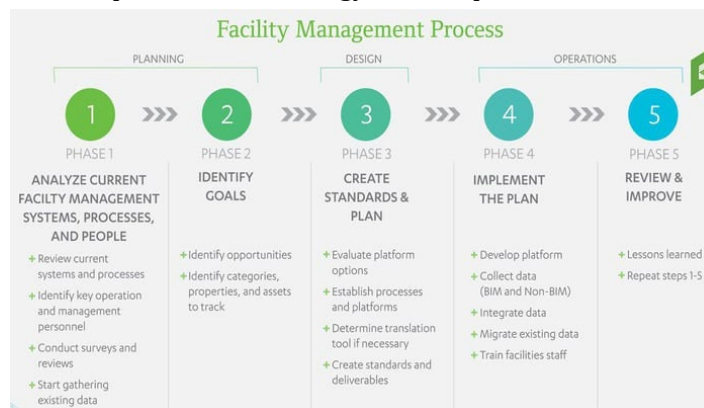 Facility Management Process
PLANNING
DESIGN
OPERATIONS
1
2
3
4
5
PHASE 1
PHASE 2
PHASE 3
PHASE 4
PHASE 5
ANALYZE CURRENT
FACILTY MANAGEMENT
SYSTEMS, PROCESSES,
AND PEOPLE
+ Review current
systems and processes
+ Identify key operation
and management
personnel
+ Conduct surveys and
reviews
+ Start gathering
existing data
IDENTIFY
GOALS
+ Identify opportunities
+ Identify categories,
properties, and assets
to track
CREATE
STANDARDS &
PLAN
+ Evaluate platform
options
+ Establish processes
and platforms
+ Determine translation
tool if necessary
+ Create standards and
deliverables
IMPLEMENT
THE PLAN
+ Develop platform
+ Collect data
(BIM and Non-BIM)
+ Integrate data
+ Migrate existing data
+ Train facilities staff
REVIEW &
IMPROVE
+ Lessons learned
+ Repeat steps 1-5